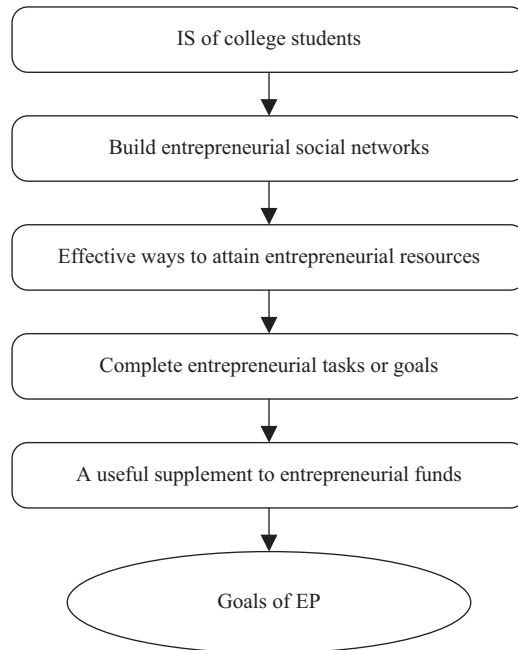 IS of college students
Build entrepreneurial social networks
Effective ways to attain entrepreneurial resources
Complete entrepreneurial tasks or goals
A useful supplement to entrepreneurial funds
Goals of EP